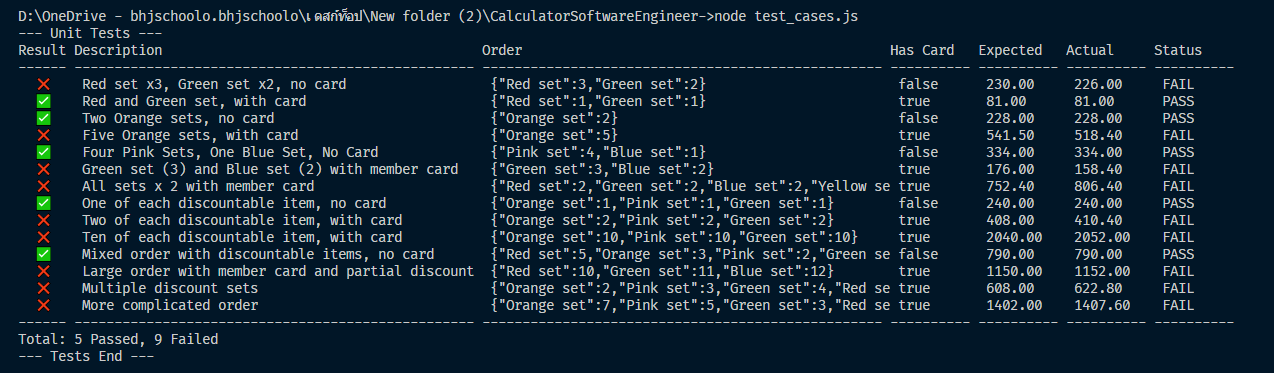 D:\OneDrive - bhjschoolo.bhjschoolo\เดสก์ท็อป\New folder (2)\CalculatorSoftwareEngineer->node test_cases.js
--- Unit Tests ---
Result Description Order Has Card Expected Actual Status
------ -------------------------------------------------- -------------------------------------------------- ---------- ---------- ---------- ----------
❌ Red set x3, Green set x2, no card {"Red set":3,"Green set":2} false 230.00 226.00 FAIL
✅ Red and Green set, with card {"Red set":1,"Green set":1} true 81.00 81.00 PASS
✅ Two Orange sets, no card {"Orange set":2} false 228.00 228.00 PASS
❌ Five Orange sets, with card {"Orange set":5} true 541.50 518.40 FAIL
✅ Four Pink Sets, One Blue Set, No Card {"Pink set":4,"Blue set":1} false 334.00 334.00 PASS
❌ Green set (3) and Blue set (2) with member card {"Green set":3,"Blue set":2} true 176.00 158.40 FAIL
❌ All sets x 2 with member card {"Red set":2,"Green set":2,"Blue set":2,"Yellow se true 752.40 806.40 FAIL
✅ One of each discountable item, no card {"Orange set":1,"Pink set":1,"Green set":1} false 240.00 240.00 PASS
❌ Two of each discountable item, with card {"Orange set":2,"Pink set":2,"Green set":2} true 408.00 410.40 FAIL
❌ Ten of each discountable item, with card {"Orange set":10,"Pink set":10,"Green set":10} true 2040.00 2052.00 FAIL
✅ Mixed order with discountable items, no card {"Red set":5,"Orange set":3,"Pink set":2,"Green se false 790.00 790.00 PASS
❌ Large order with member card and partial discount {"Red set":10,"Green set":11,"Blue set":12} true 1150.00 1152.00 FAIL
❌ Multiple discount sets {"Orange set":2,"Pink set":3,"Green set":4,"Red se true 608.00 622.80 FAIL
❌ More complicated order {"Orange set":7,"Pink set":5,"Green set":3,"Red se true 1402.00 1407.60 FAIL
------ -------------------------------------------------- -------------------------------------------------- ---------- ---------- ---------- ----------
Total: 5 Passed, 9 Failed
--- Tests End ---